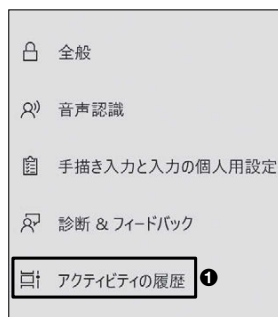 全般
音声認識
手描き入力と入力の個人用設定
診断 & フィードバック
アクティビティの履歴 ❶